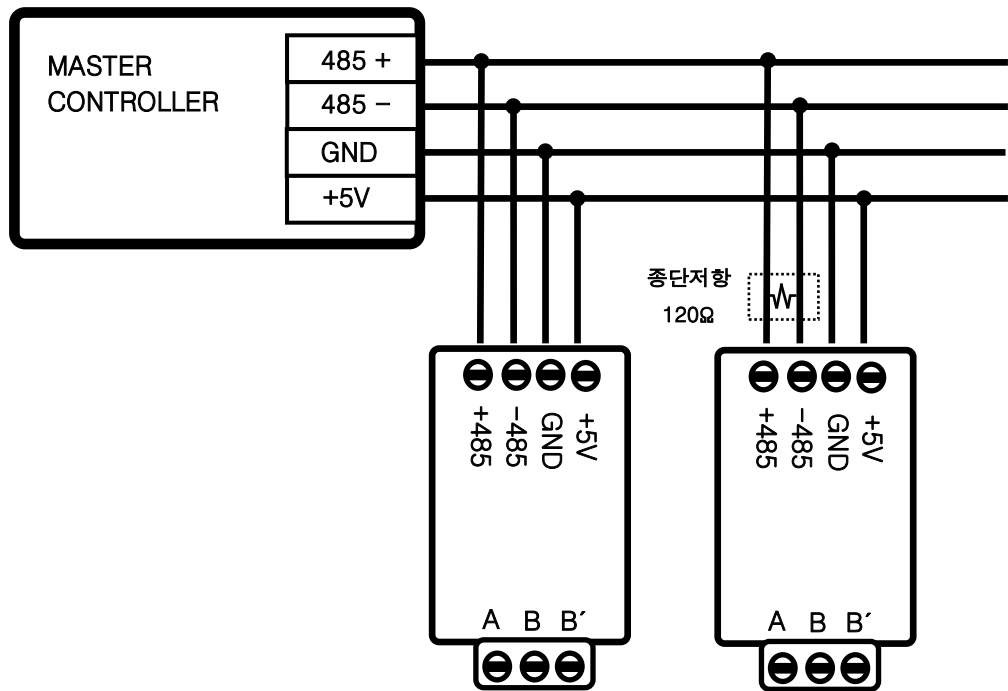 MASTER
CONTROLLER
485 +
485 −
GND
+5V
종단저항
120Ω
+485
−485
GND
+5V
+485
−485
GND
+5V
A B B´
A B B´